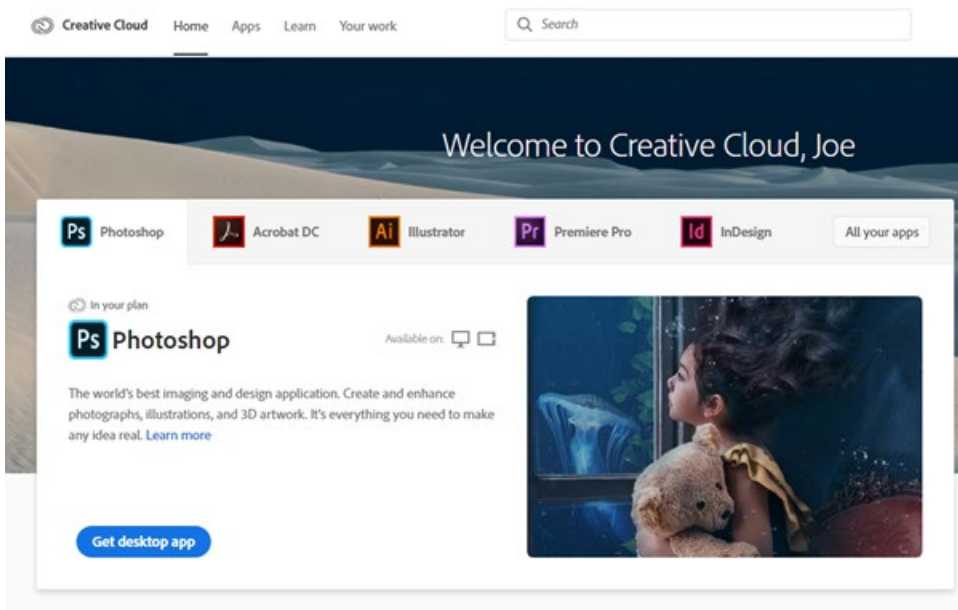 Creative Cloud Home Apps Learn Your work Search
Welcome to Creative Cloud, Joe
Ps Photoshop Acrobat DC Ai Illustrator Pr Premiere Pro Id InDesign All your apps
In your plan
Ps Photoshop Available on:
The world's best imaging and design application. Create and enhance
photographs, illustrations, and 3D artwork. It's everything you need to make
any idea real. Learn more
Get desktop app